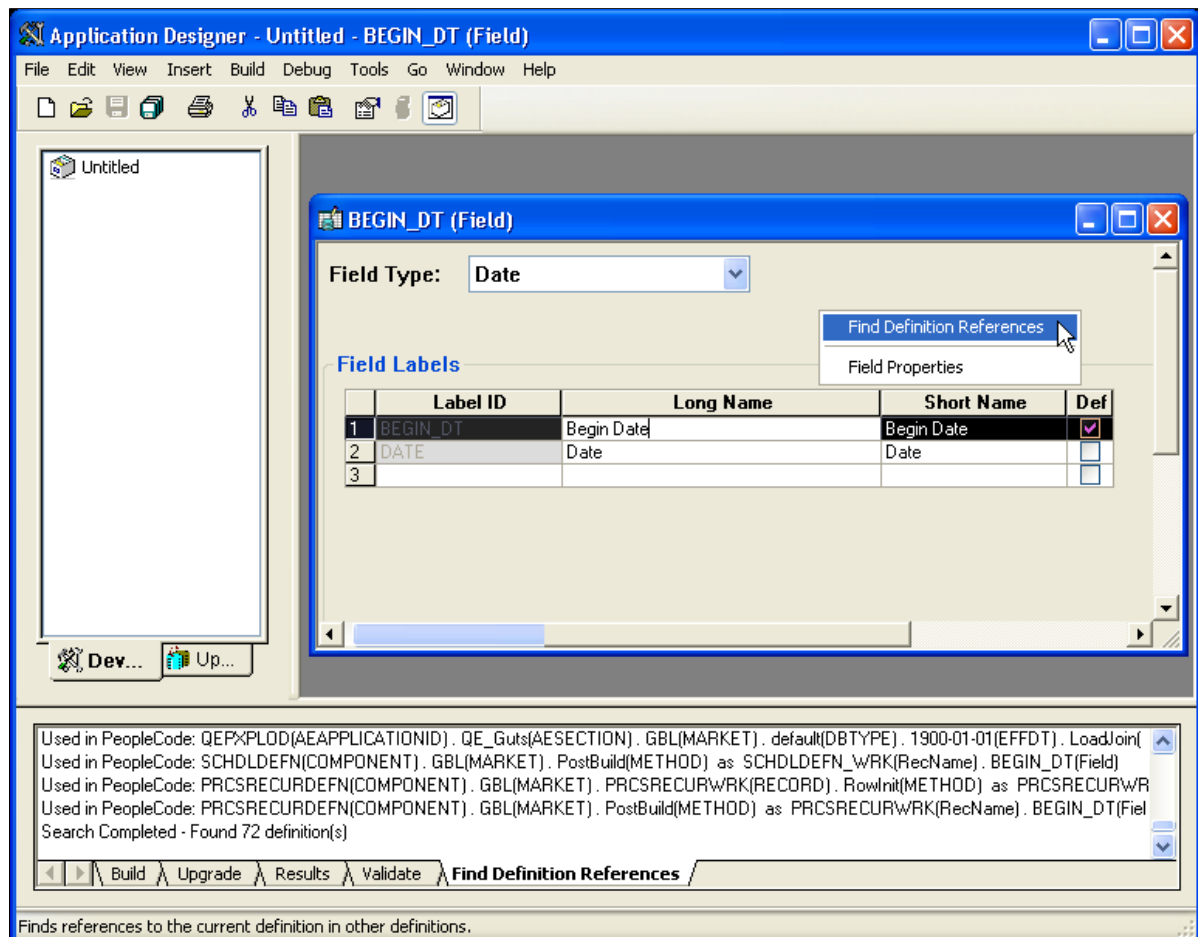 Application Designer - Untitled - BEGIN_DT (Field)
File Edit View Insert Build Debug Tools Go Window Help
Untitled
BEGIN_DT (Field)
Field Type: Date
Find Definition References
Field Properties
Field Labels
Label ID Long Name Short Name Def
1 BEGIN_DT Begin Date Begin Date
2 DATE Date Date
3
Dev... Up...
Used in PeopleCode: QEPXPLOD(AEAPPLICATIONID) . QE_Guts(AESECTION) . GBL(MARKET) . default(DBTYPE) . 1900-01-01(EFFDT) . LoadJoin(
Used in PeopleCode: SCHDLDEFN(COMPONENT) . GBL(MARKET) . PostBuild(METHOD) as SCHDLDEFN_WRK(RecName) . BEGIN_DT(Field)
Used in PeopleCode: PRCSRECURDEFN(COMPONENT) . GBL(MARKET) . PRCSRECURWRK(RECORD) . RowInit(METHOD) as PRCSRECURWR
Used in PeopleCode: PRCSRECURDEFN(COMPONENT) . GBL(MARKET) . PostBuild(METHOD) as PRCSRECURWRK(RecName) . BEGIN_DT(Fiel
Search Completed - Found 72 definition(s)
Build Upgrade Results Validate Find Definition References
Finds references to the current definition in other definitions.